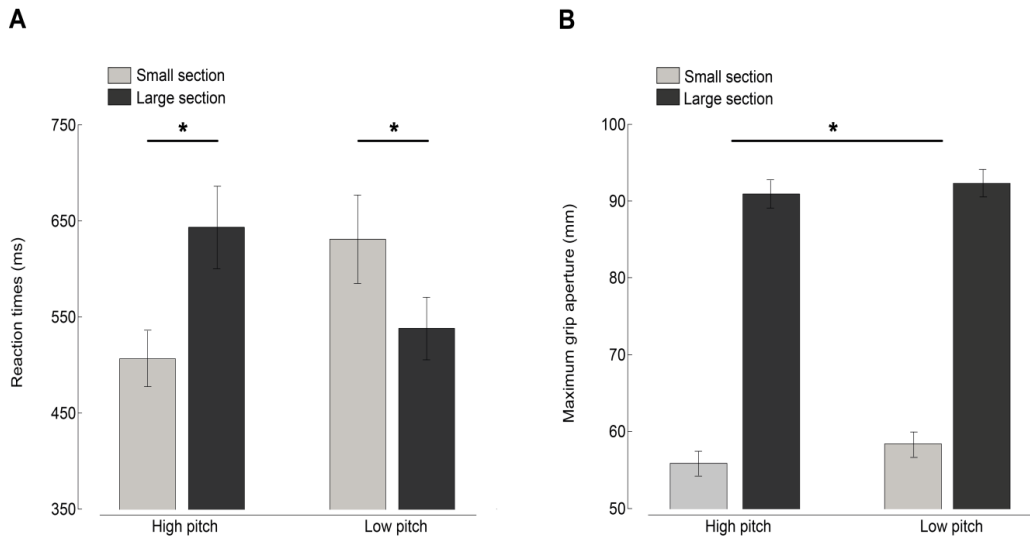 A
Small section
Large section
*
*
750
650
550
450
350
Reaction times (ms)
High pitch
Low pitch
B
Small section
Large section
*
100
90
80
70
60
50
Maximum grip aperture (mm)
High pitch
Low pitch